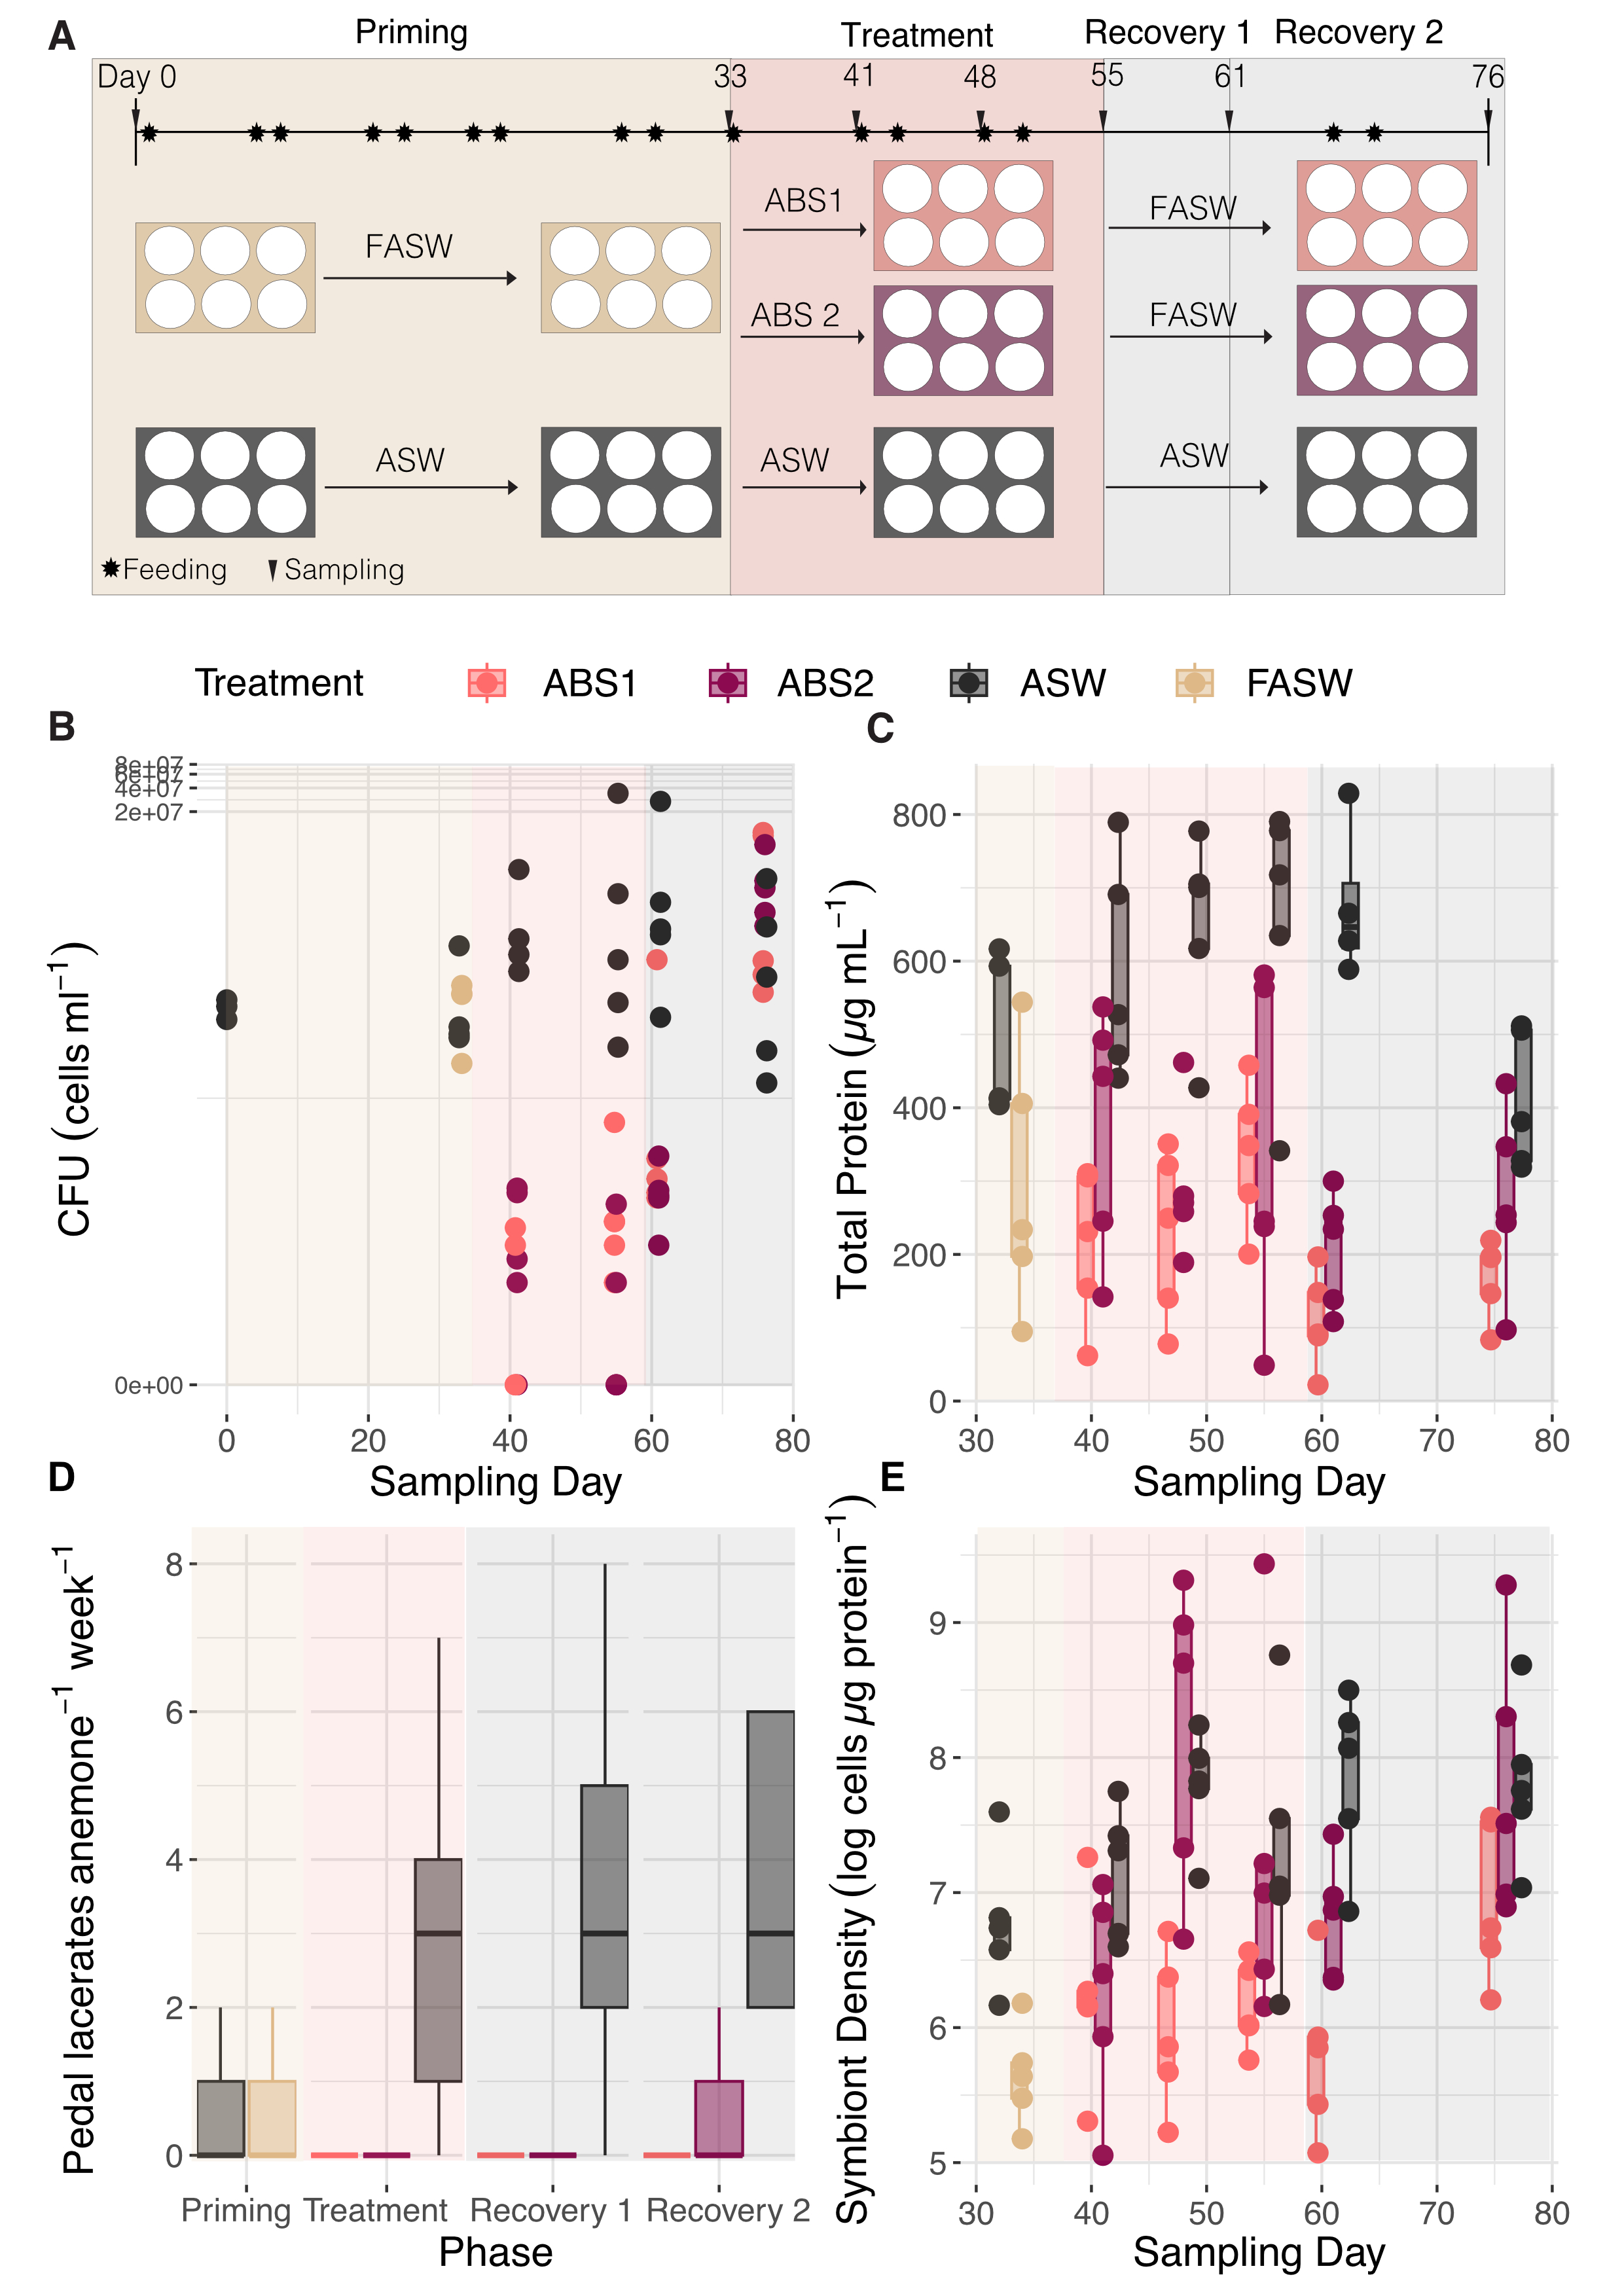 A
Priming
Treatment
Recovery 1
Recovery 2
Day 0
33
41
48
55
61
76
FASW
ABS1
FASW
ABS 2
FASW
ASW
ASW
ASW
Feeding
Sampling
Treatment
ABS1
ABS2
ASW
FASW
B
CFU (cells ml⁻¹)
8e+07
6e+07
4e+07
2e+07
0e+00
0
20
40
60
80
Sampling Day
C
Total Protein (µg mL⁻¹)
800
600
400
200
0
30
40
50
60
70
80
Sampling Day
D
Pedal lacerates anemone⁻¹ week⁻¹
8
6
4
2
0
Priming
Treatment
Recovery 1
Recovery 2
Phase
E
Symbiont Density (log cells µg protein⁻¹)
9
8
7
6
5
30
40
50
60
70
80
Sampling Day